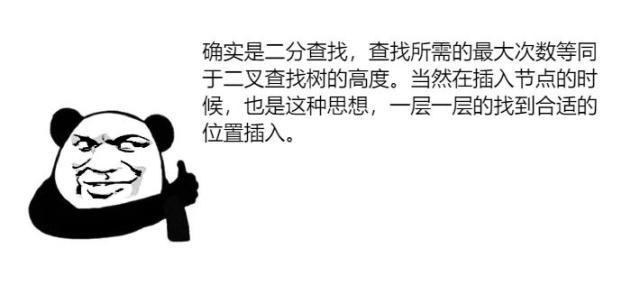 确实是二分查找，查找所需的最大次数等同
于二叉查找树的高度。当然在插入节点的时
候，也是这种思想，一层一层的找到合适的
位置插入。